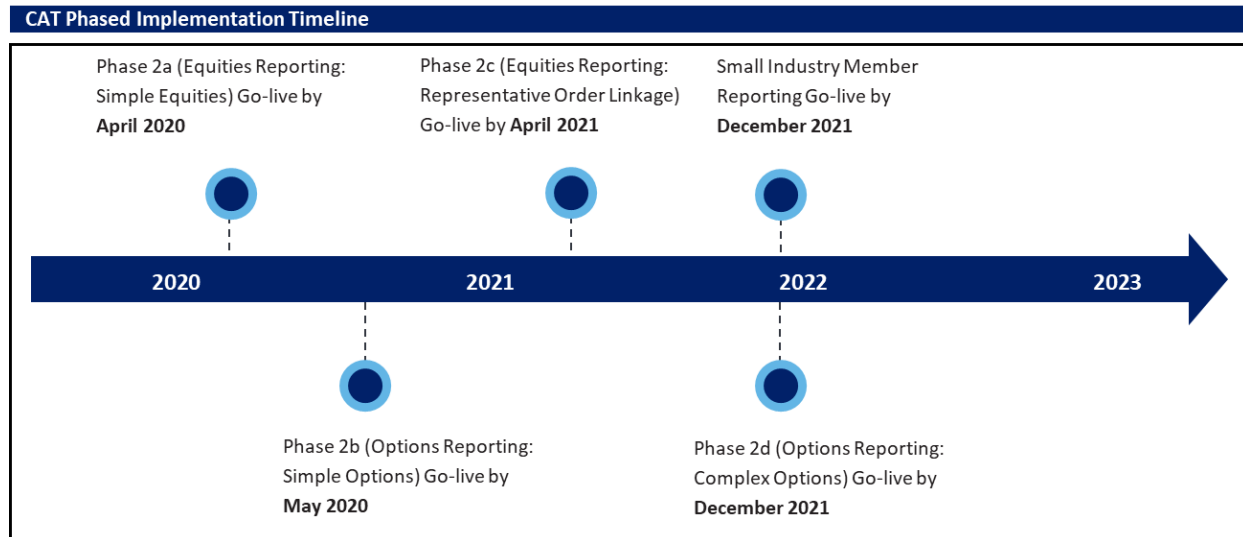 CAT Phased Implementation Timeline
Phase 2a (Equities Reporting:
Simple Equities) Go-live by
April 2020
Phase 2c (Equities Reporting:
Representative Order Linkage)
Go-live by April 2021
Small Industry Member
Reporting Go-live by
December 2021
2020
2021
2022
2023
Phase 2b (Options Reporting:
Simple Options) Go-live by
May 2020
Phase 2d (Options Reporting:
Complex Options) Go-live by
December 2021